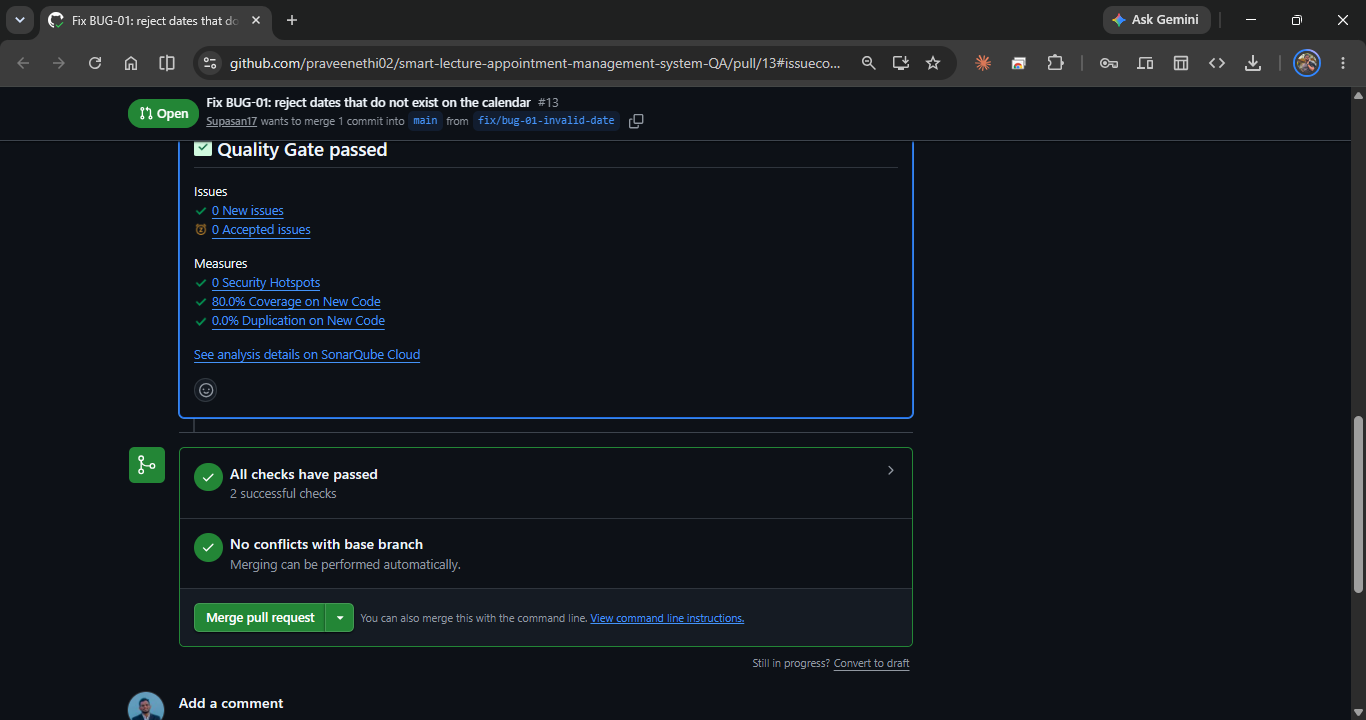 Fix BUG-01: reject dates that do
Ask Gemini
github.com/praveenethi02/smart-lecture-appointment-management-system-QA/pull/13#issueco...
Open
Fix BUG-01: reject dates that do not exist on the calendar #13
Supasan17 wants to merge 1 commit into main from fix/bug-01-invalid-date
Quality Gate passed
Issues
0 New issues
0 Accepted issues
Measures
0 Security Hotspots
80.0% Coverage on New Code
0.0% Duplication on New Code
See analysis details on SonarQube Cloud
All checks have passed
2 successful checks
No conflicts with base branch
Merging can be performed automatically.
Merge pull request
You can also merge this with the command line. View command line instructions.
Still in progress? Convert to draft
Add a comment